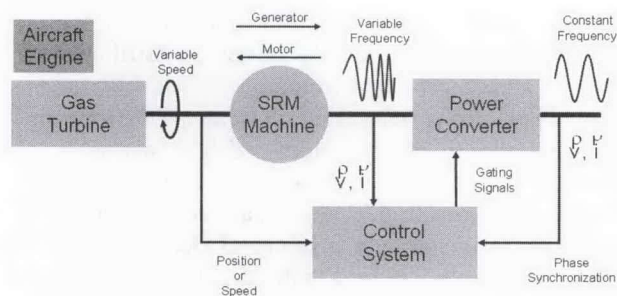 Aircraft
Engine
Gas
Turbine
Variable
Speed
Generator
Motor
SRM
Machine
Variable
Frequency
Power
Converter
Constant
Frequency
V, I
V, I
Gating
Signals
Control
System
Position
or
Speed
Phase
Synchronization